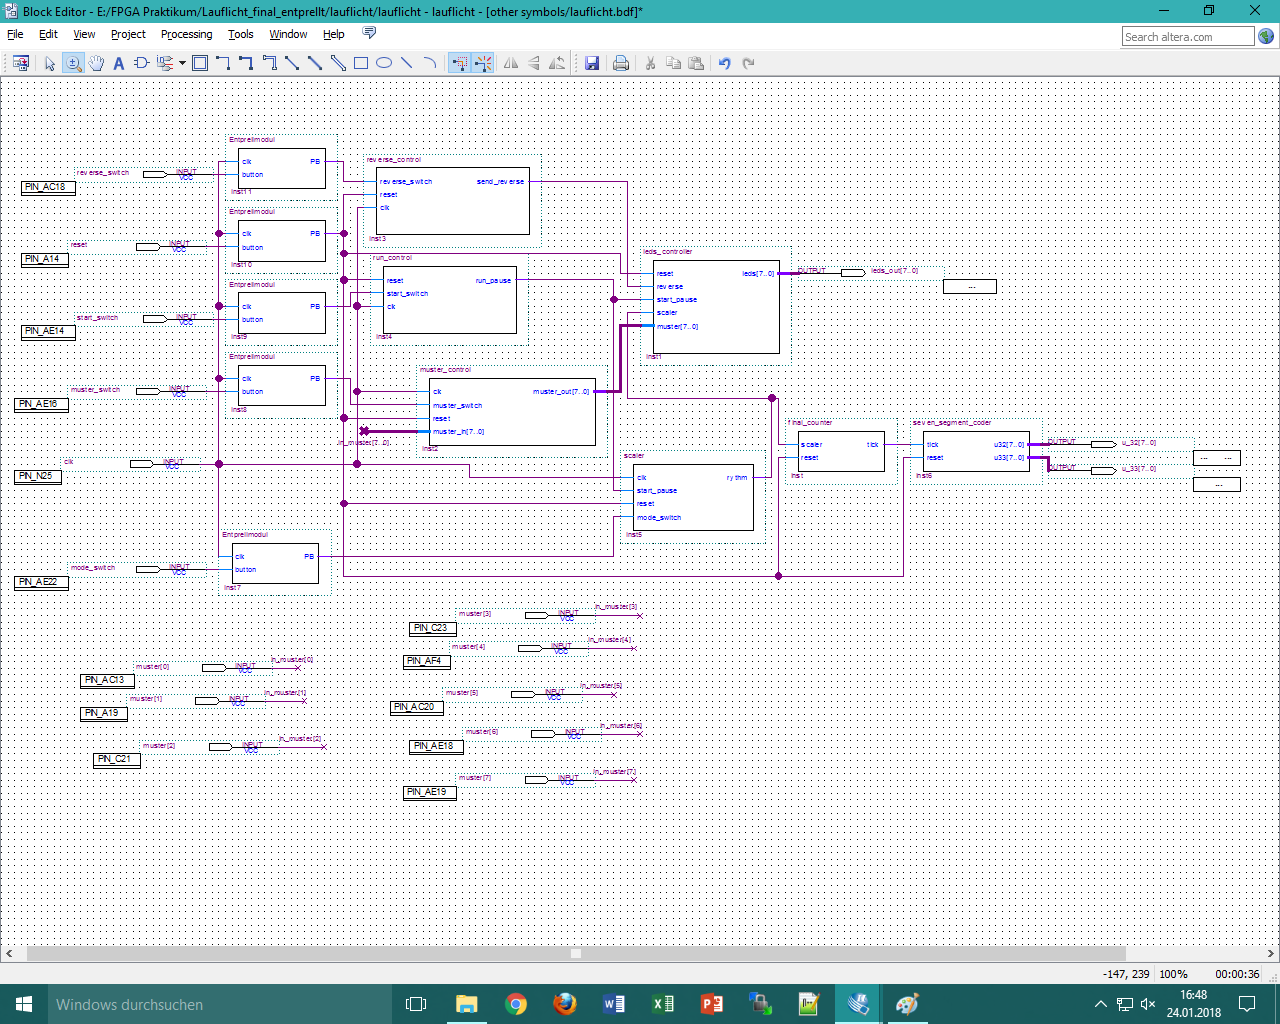 Block Editor - E:/FPGA Praktikum/Lauflicht_final_entprellt/lauflicht/lauflicht - lauflicht - [other symbols/lauflicht.bdf]*
File Edit View Project Processing Tools Window Help
Search altera.com
Entprellmodul
clk PB
button
inst11
reverse_switch
INPUT
VCC
PIN_AC18
reverse_control
reverse_switch send_reverse
reset
clk
inst3
Entprellmodul
clk PB
button
inst10
reset
INPUT
VCC
PIN_A14
run_control
reset run_pause
start_switch
clk
inst4
leds_controller
reset leds[7..0]
reverse
start_pause
scaler
muster[7..0]
inst1
OUTPUT
leds_out[7..0]
...
Entprellmodul
clk PB
button
inst9
start_switch
INPUT
VCC
PIN_AE14
Entprellmodul
clk PB
button
inst8
muster_switch
INPUT
VCC
PIN_AE16
muster_control
clk muster_out[7..0]
muster_switch
reset
muster_in[7..0]
inst2
in_muster[7..0]
final_counter
scaler tick
reset
inst
seven_segment_coder
tick u32[7..0]
reset u33[7..0]
inst6
OUTPUT
u_32[7..0]
... ...
OUTPUT
u_33[7..0]
...
clk
INPUT
VCC
PIN_N25
scaler
clk rythm
start_pause
reset
mode_switch
inst5
Entprellmodul
clk PB
button
inst7
mode_switch
INPUT
VCC
PIN_AE22
muster[3] INPUT VCC in_muster[3]
PIN_C23
muster[4] INPUT VCC in_muster[4]
PIN_AF4
muster[0] INPUT VCC in_muster[0]
PIN_AC13
muster[1] INPUT VCC in_muster[1]
PIN_A19
muster[5] INPUT VCC in_muster[5]
PIN_AC20
muster[2] INPUT VCC in_muster[2]
PIN_C21
muster[6] INPUT VCC in_muster[6]
PIN_AE18
muster[7] INPUT VCC in_muster[7]
PIN_AE19
-147, 239 100% 00:00:36
Windows durchsuchen
16:48
24.01.2018